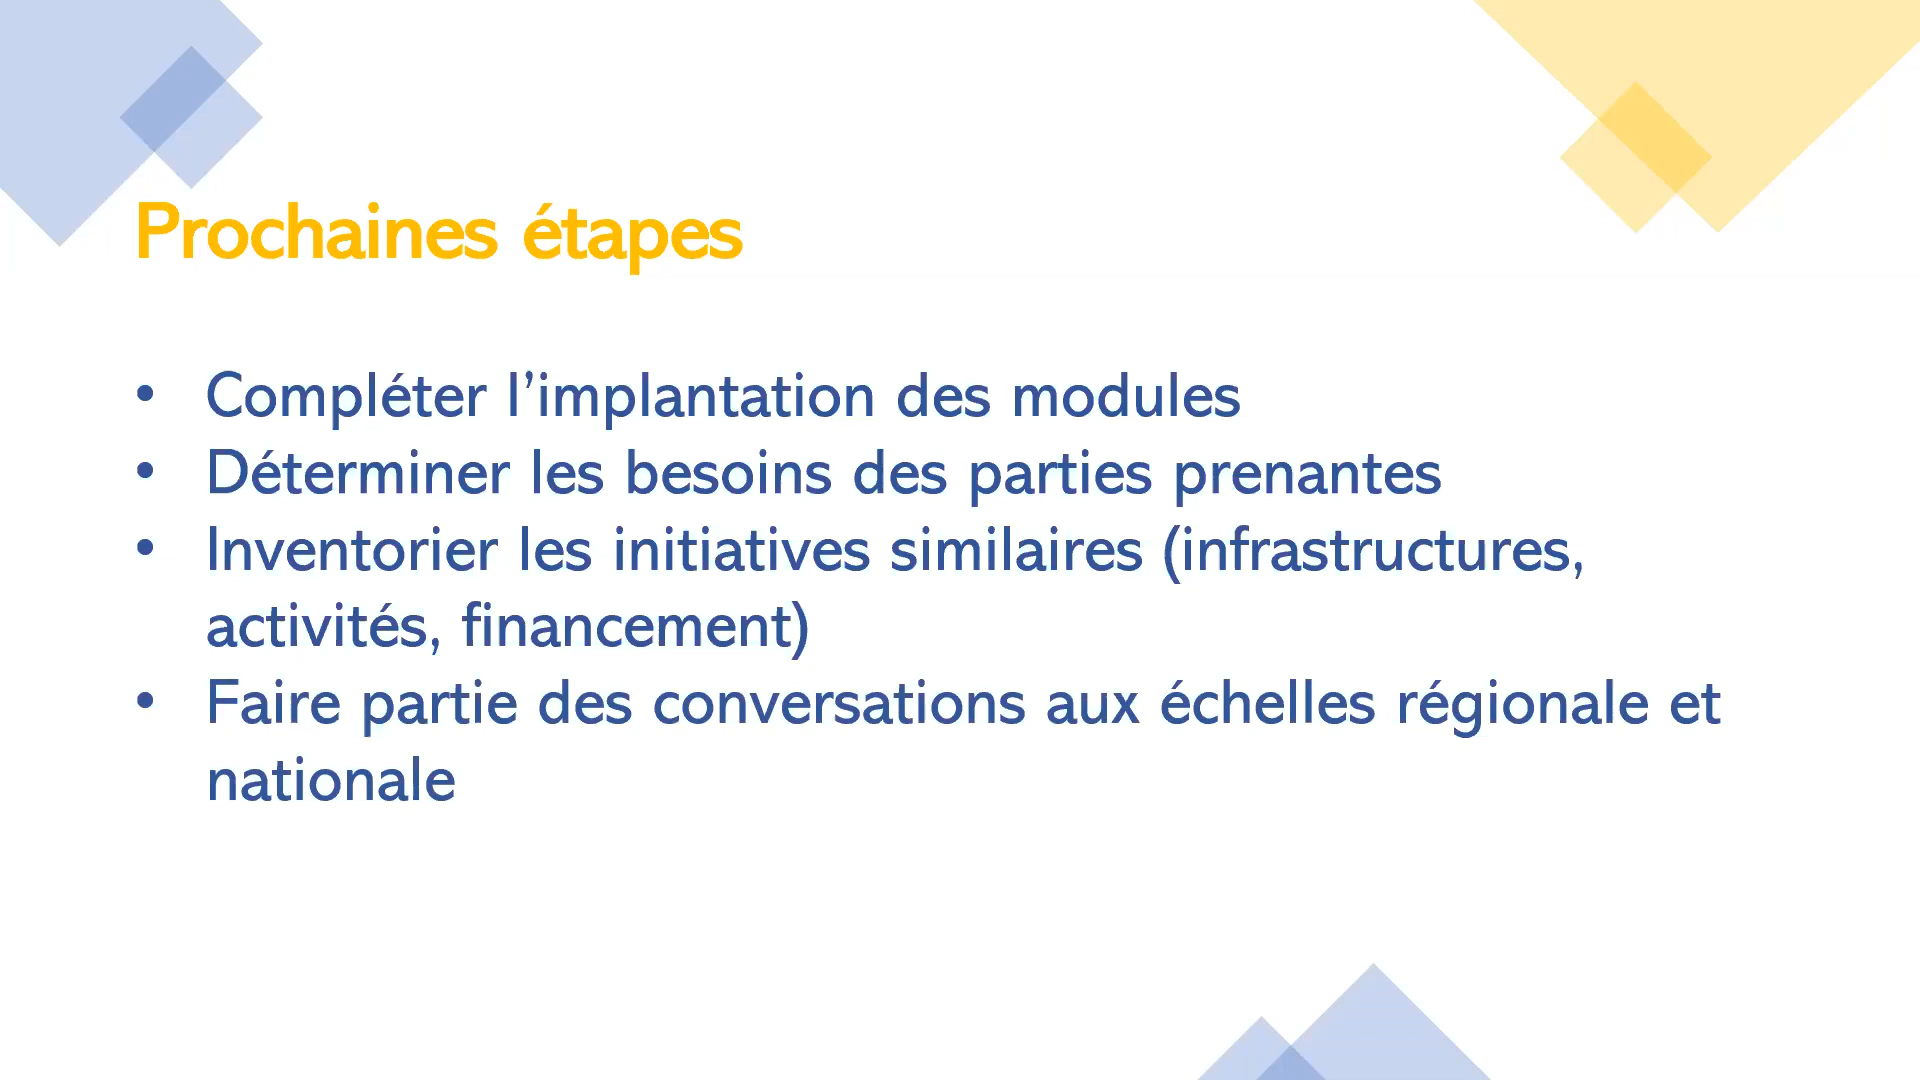 Prochaines étapes
• Compléter l’implantation des modules
• Déterminer les besoins des parties prenantes
• Inventorier les initiatives similaires (infrastructures,
activités, financement)
• Faire partie des conversations aux échelles régionale et
nationale